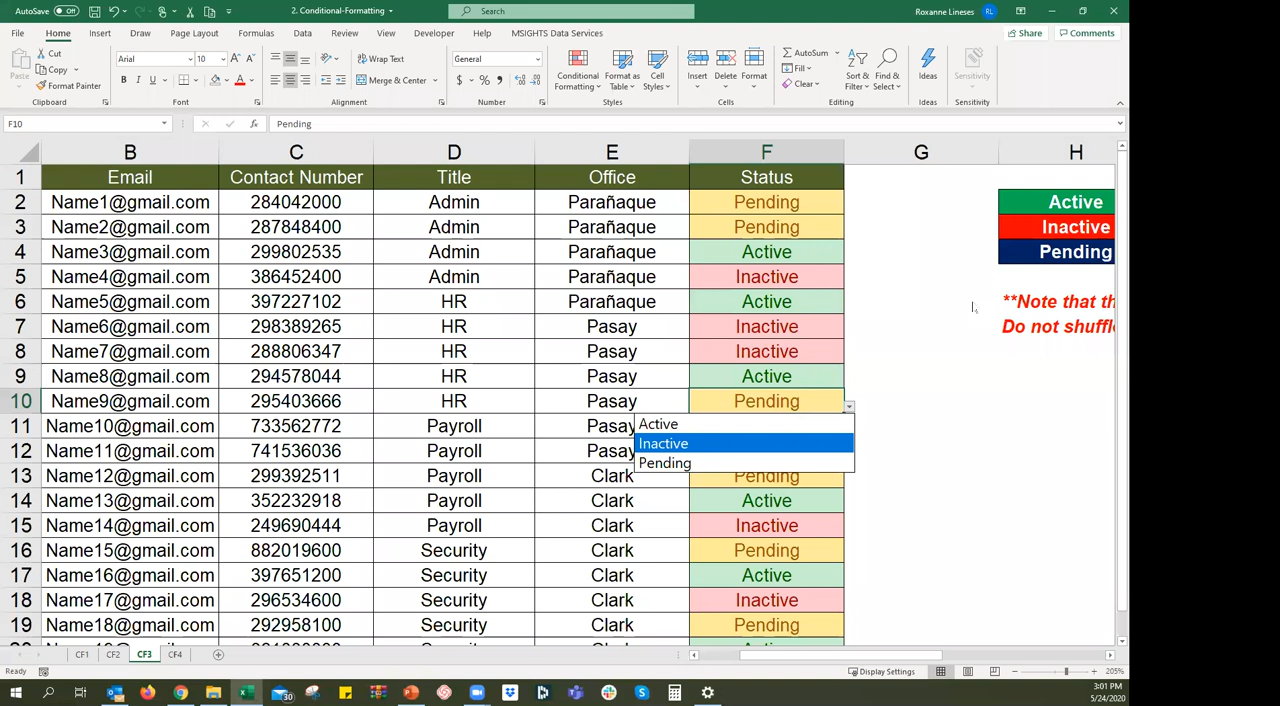 AutoSave Off 2. Conditional-Formatting Search Roxanne Lineses RL
File Home Insert Draw Page Layout Formulas Data Review View Developer Help MSIGHTS Data Services Share Comments
Paste Cut Copy Format Painter Clipboard
Arial 10 B I U A A A Font
Wrap Text Merge & Center Alignment
General $ % , Number
Conditional Formatting Format as Table Cell Styles Styles
Insert Delete Format Cells
AutoSum Fill Clear Sort & Filter Find & Select Editing
Ideas Ideas
Sensitivity Sensitivity
F10 fx Pending
B C D E F G H
1 Email Contact Number Title Office Status
2 Name1@gmail.com 284042000 Admin Parañaque Pending Active
3 Name2@gmail.com 287848400 Admin Parañaque Pending Inactive
4 Name3@gmail.com 299802535 Admin Parañaque Active Pending
5 Name4@gmail.com 386452400 Admin Parañaque Inactive
6 Name5@gmail.com 397227102 HR Parañaque Active **Note that th
7 Name6@gmail.com 298389265 HR Pasay Inactive Do not shuffl
8 Name7@gmail.com 288806347 HR Pasay Inactive
9 Name8@gmail.com 294578044 HR Pasay Active
10 Name9@gmail.com 295403666 HR Pasay Pending
11 Name10@gmail.com 733562772 Payroll Pasay Active
Inactive
12 Name11@gmail.com 741536036 Payroll Pasay Pending
13 Name12@gmail.com 299392511 Payroll Clark Pending
14 Name13@gmail.com 352232918 Payroll Clark Active
15 Name14@gmail.com 249690444 Payroll Clark Inactive
16 Name15@gmail.com 882019600 Security Clark Pending
17 Name16@gmail.com 397651200 Security Clark Active
18 Name17@gmail.com 296534600 Security Clark Inactive
19 Name18@gmail.com 292958100 Security Clark Pending
CF1 CF2 CF3 CF4
Ready Display Settings 205%
30 3:01 PM
5/24/2020